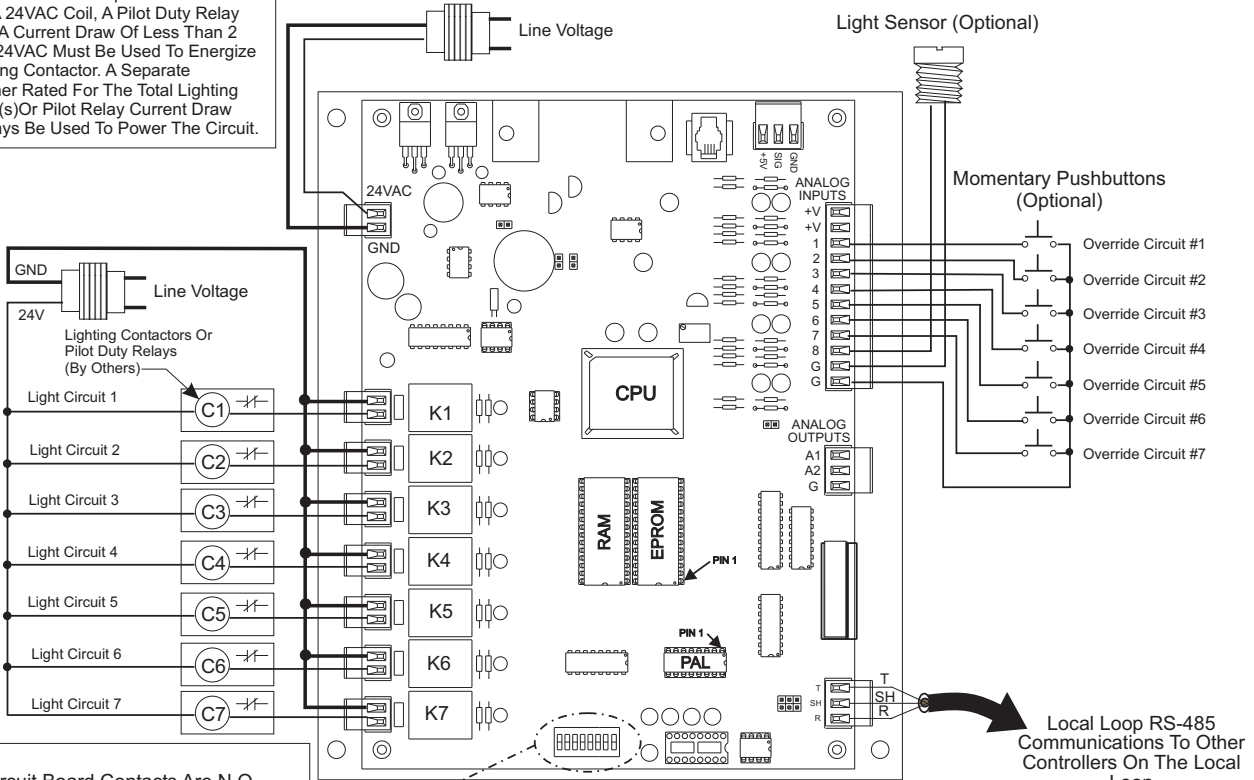 A 24VAC Coil, A Pilot Duty Relay
A Current Draw Of Less Than 2
24VAC Must Be Used To Energize
ng Contactor. A Separate
er Rated For The Total Lighting
(s)Or Pilot Relay Current Draw
ys Be Used To Power The Circuit.
Line Voltage
Light Sensor (Optional)
24VAC
GND
+5V
SIG
GND
ANALOG
INPUTS
+V
+V
1
2
3
4
5
6
7
8
G
G
Momentary Pushbuttons
(Optional)
Override Circuit #1
Override Circuit #2
Override Circuit #3
Override Circuit #4
Override Circuit #5
Override Circuit #6
Override Circuit #7
GND
24V
Line Voltage
Lighting Contactors Or
Pilot Duty Relays
(By Others)
Light Circuit 1
C1
K1
Light Circuit 2
C2
K2
Light Circuit 3
C3
K3
Light Circuit 4
C4
K4
Light Circuit 5
C5
K5
Light Circuit 6
C6
K6
Light Circuit 7
C7
K7
CPU
RAM
EPROM
PIN 1
PIN 1
PAL
ANALOG
OUTPUTS
A1
A2
G
T
SH
R
T
SH
R
Local Loop RS-485
Communications To Other
Controllers On The Local
rcuit Board Contacts Are N.O.